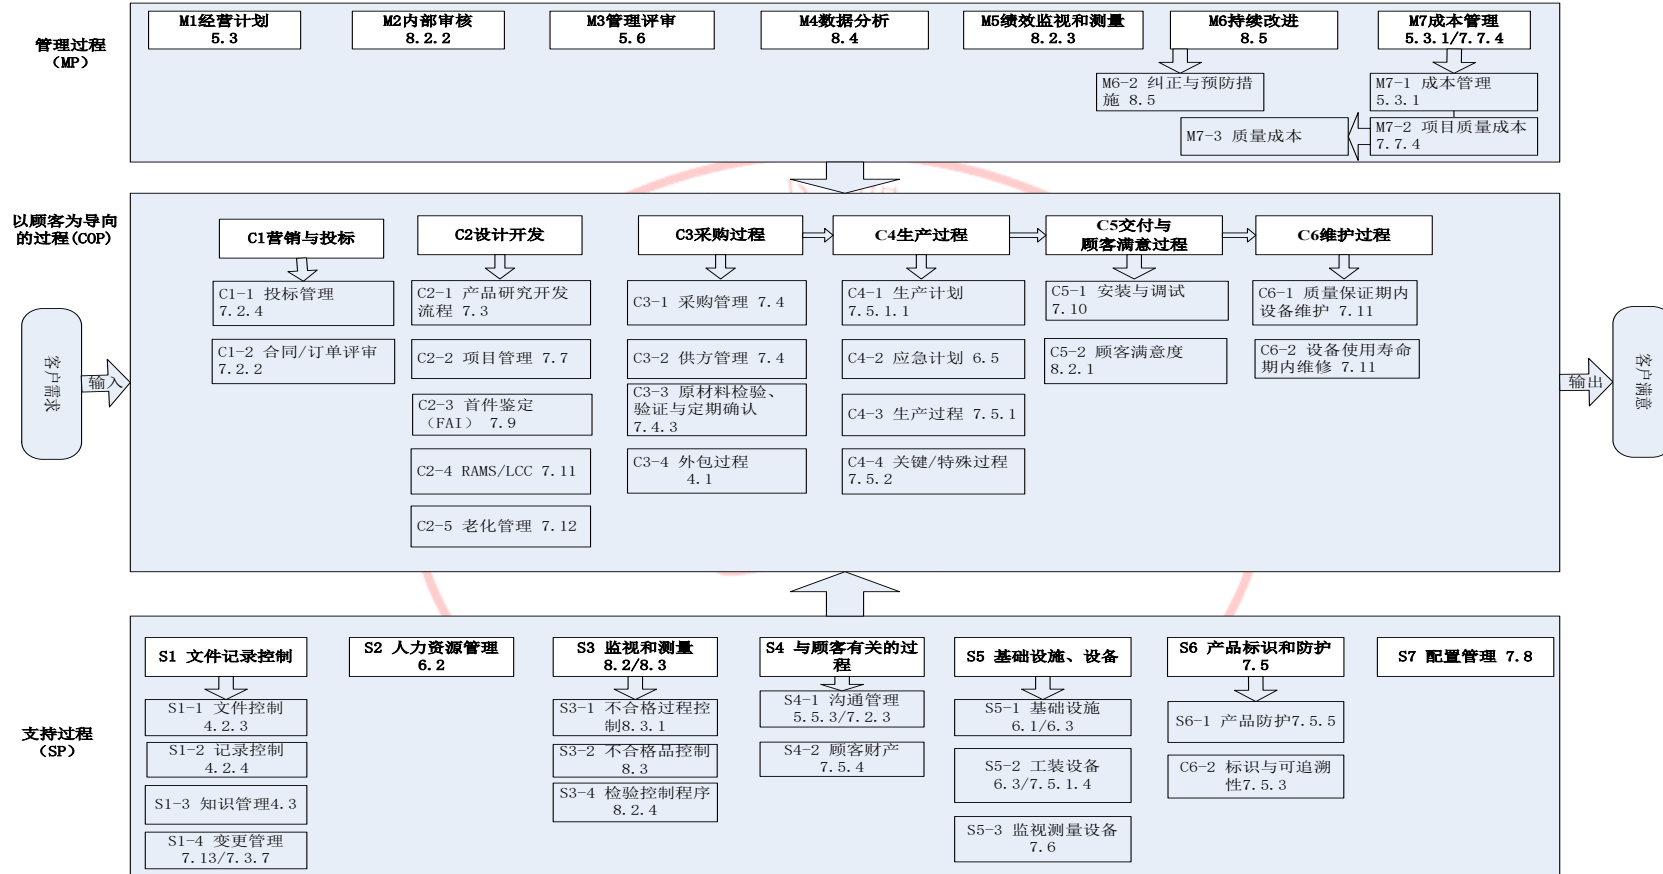 管理过程
（MP）
M1经营计划
5.3
M2内部审核
8.2.2
M3管理评审
5.6
M4数据分析
8.4
M5绩效监视和测量
8.2.3
M6持续改进
8.5
M7成本管理
5.3.1/7.7.4
M6-2 纠正与预防措
施 8.5
M7-1 成本管理
5.3.1
M7-2 项目质量成本
7.7.4
M7-3 质量成本
以顾客为导向
的过程(COP)
C1营销与投标
C2设计开发
C3采购过程
C4生产过程
C5交付与
顾客满意过程
C6维护过程
C1-1 投标管理
7.2.4
C1-2 合同/订单评审
7.2.2
C2-1 产品研究开发
流程 7.3
C2-2 项目管理 7.7
C2-3 首件鉴定
（FAI） 7.9
C2-4 RAMS/LCC 7.11
C2-5 老化管理 7.12
C3-1 采购管理 7.4
C3-2 供方管理 7.4
C3-3 原材料检验、
验证与定期确认
7.4.3
C3-4 外包过程
4.1
C4-1 生产计划
7.5.1.1
C4-2 应急计划 6.5
C4-3 生产过程 7.5.1
C4-4 关键/特殊过程
7.5.2
C5-1 安装与调试
7.10
C5-2 顾客满意度
8.2.1
C6-1 质量保证期内
设备维护 7.11
C6-2 设备使用寿命
期内维修 7.11
客户需求
输入
输出
客户满意
支持过程
（SP）
S1 文件记录控制
S2 人力资源管理
6.2
S3 监视和测量
8.2/8.3
S4 与顾客有关的过
程
S5 基础设施、设备
S6 产品标识和防护
7.5
S7 配置管理 7.8
S1-1 文件控制
4.2.3
S1-2 记录控制
4.2.4
S1-3 知识管理4.3
S1-4 变更管理
7.13/7.3.7
S3-1 不合格过程控
制8.3.1
S3-2 不合格品控制
8.3
S3-4 检验控制程序
8.2.4
S4-1 沟通管理
5.5.3/7.2.3
S4-2 顾客财产
7.5.4
S5-1 基础设施
6.1/6.3
S5-2 工装设备
6.3/7.5.1.4
S5-3 监视测量设备
7.6
S6-1 产品防护7.5.5
C6-2 标识与可追溯
性7.5.3